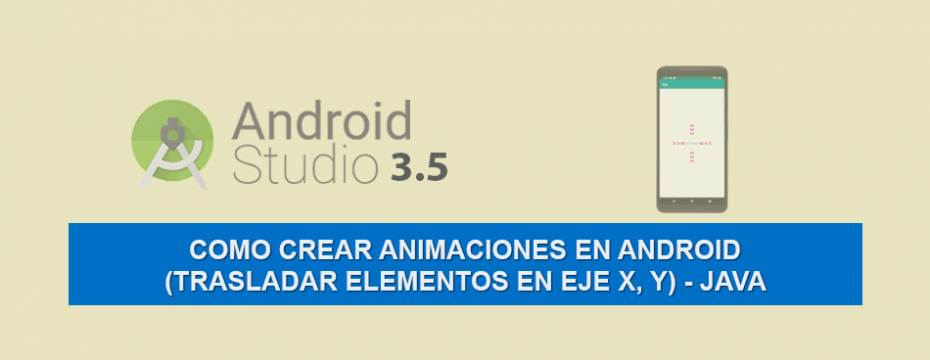 Android
Studio 3.5
COMO CREAR ANIMACIONES EN ANDROID
(TRASLADAR ELEMENTOS EN EJE X, Y) - JAVA